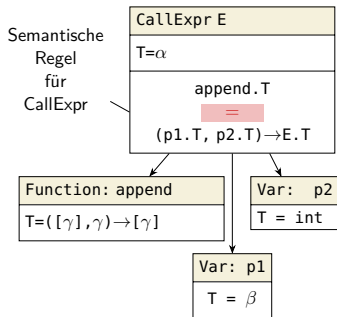 CallExpr E
T=α
Semantische
Regel
für
CallExpr
append.T
=
(p1.T, p2.T)→E.T
Function: append
T=([γ],γ)→[γ]
Var: p2
T = int
Var: p1
T = β